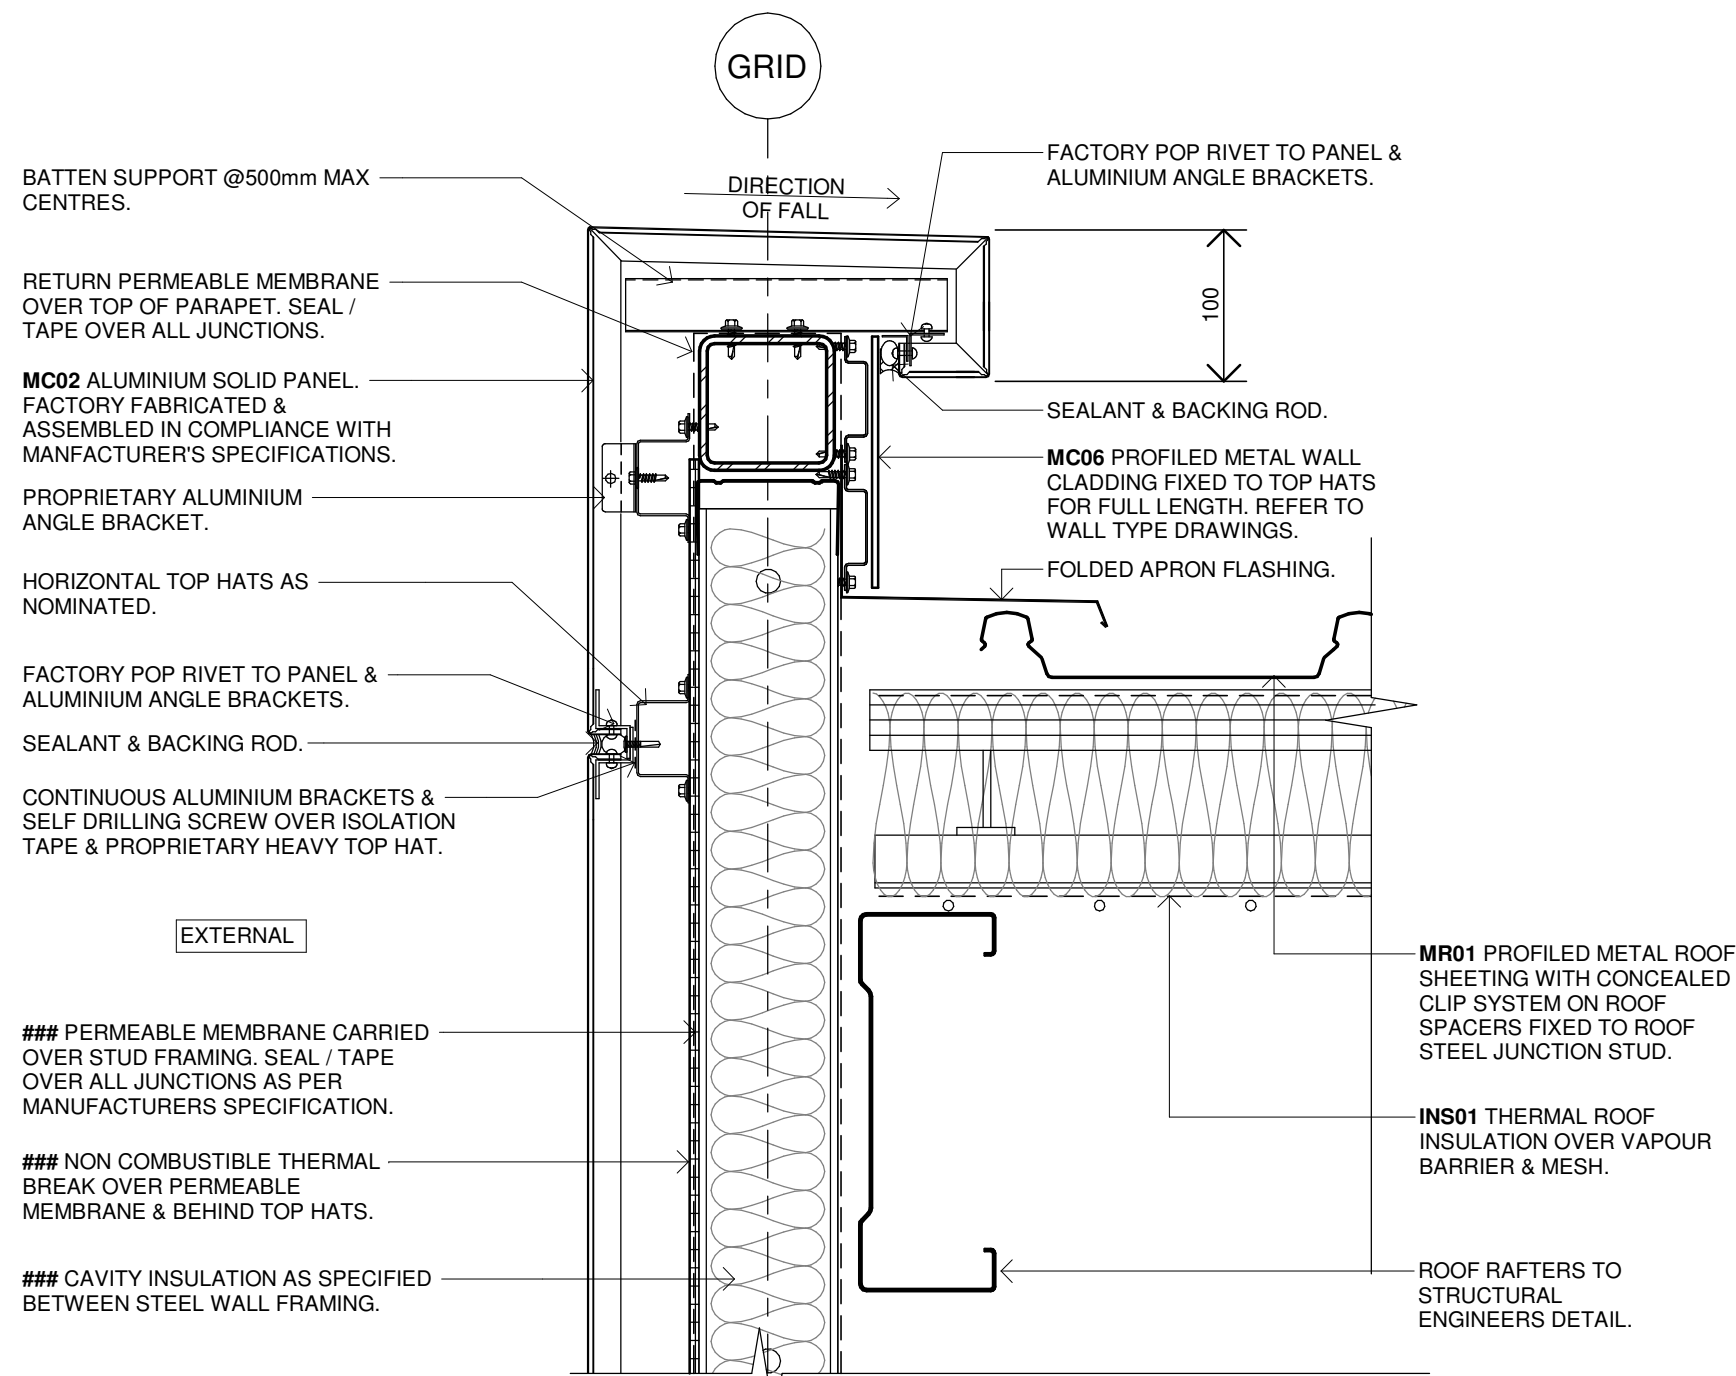 GRID
DIRECTION
OF FALL
BATTEN SUPPORT @500mm MAX
CENTRES.
RETURN PERMEABLE MEMBRANE
OVER TOP OF PARAPET. SEAL /
TAPE OVER ALL JUNCTIONS.
MC02 ALUMINIUM SOLID PANEL.
FACTORY FABRICATED &
ASSEMBLED IN COMPLIANCE WITH
MANFACTURER'S SPECIFICATIONS.
PROPRIETARY ALUMINIUM
ANGLE BRACKET.
HORIZONTAL TOP HATS AS
NOMINATED.
FACTORY POP RIVET TO PANEL &
ALUMINIUM ANGLE BRACKETS.
SEALANT & BACKING ROD.
CONTINUOUS ALUMINIUM BRACKETS &
SELF DRILLING SCREW OVER ISOLATION
TAPE & PROPRIETARY HEAVY TOP HAT.
EXTERNAL
### PERMEABLE MEMBRANE CARRIED
OVER STUD FRAMING. SEAL / TAPE
OVER ALL JUNCTIONS AS PER
MANUFACTURERS SPECIFICATION.
### NON COMBUSTIBLE THERMAL
BREAK OVER PERMEABLE
MEMBRANE & BEHIND TOP HATS.
### CAVITY INSULATION AS SPECIFIED
BETWEEN STEEL WALL FRAMING.
FACTORY POP RIVET TO PANEL &
ALUMINIUM ANGLE BRACKETS.
100
SEALANT & BACKING ROD.
MC06 PROFILED METAL WALL
CLADDING FIXED TO TOP HATS
FOR FULL LENGTH. REFER TO
WALL TYPE DRAWINGS.
FOLDED APRON FLASHING.
MR01 PROFILED METAL ROOF
SHEETING WITH CONCEALED
CLIP SYSTEM ON ROOF
SPACERS FIXED TO ROOF
STEEL JUNCTION STUD.
INS01 THERMAL ROOF
INSULATION OVER VAPOUR
BARRIER & MESH.
ROOF RAFTERS TO
STRUCTURAL
ENGINEERS DETAIL.